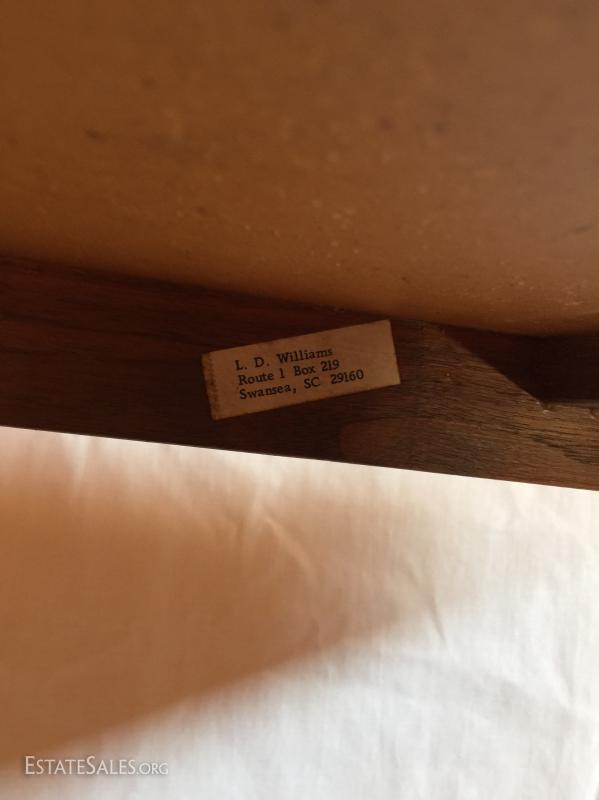 L. D. Williams
Route 1 Box 219
Swansea, SC 29160
ESTATESALES.ORG